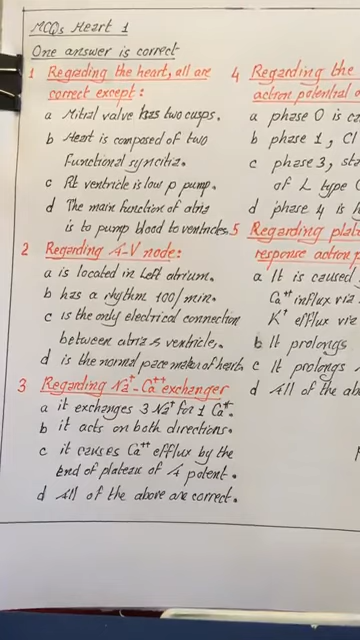 MCQs Heart 1
One answer is correct
1 Regarding the heart, all are
correct except:
a Mitral valve has two cusps.
b Heart is composed of two
Functional syncitia.
c Rt ventricle is low p pump.
d The main function of atria
is to pump blood to ventricles.
2 Regarding A-V node:
a is located in Left atrium.
b has a rhythm 100/min.
c is the only electrical connection
between atria & ventricle.
d is the normal pacemaker of heart.
3 Regarding Na+-Ca++ exchanger
a it exchanges 3 Na+ for 1 Ca++.
b it acts on both directions.
c it causes Ca++ efflux by the
End of plateau of A potent.
d All of the above are correct.
4 Regarding the
action potential
a phase 0 is
b phase 1, Cl
c phase 3,
of L type
d phase 4 is
5 Regarding
response action
a It is caused
Ca++ influx via
K+ efflux via
b It prolongs
c It prolongs
d All of the